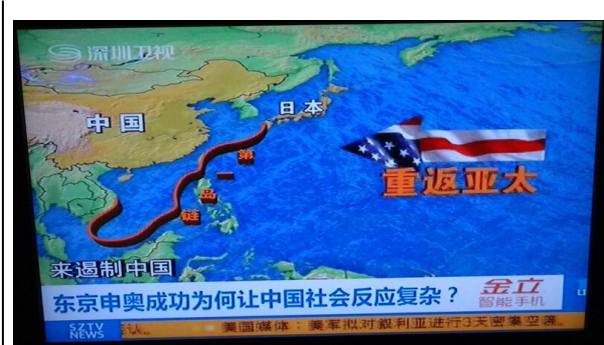 深圳卫视
日本
中国
第一岛链
重返亚太
来遏制中国
东京申奥成功为何让中国社会反应复杂？
金立
智能手机
SZTV
NEWS
美国媒体：美军拟对叙利亚进行3天密集空袭